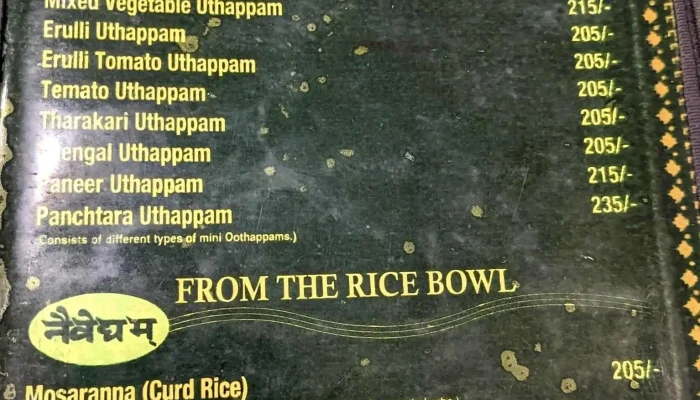 Mixed Vegetable Uthappam 215/-
Erulli Uthappam 205/-
Erulli Tomato Uthappam 205/-
Temato Uthappam 205/-
Tharakari Uthappam 205/-
Uthappam 205/-
Paneer Uthappam 215/-
Panchtara Uthappam 235/-
(Consists of different types of mini Oothappams.)
FROM THE RICE BOWL
नैवेद्यम्
Mosaranna (Curd Rice) 205/-